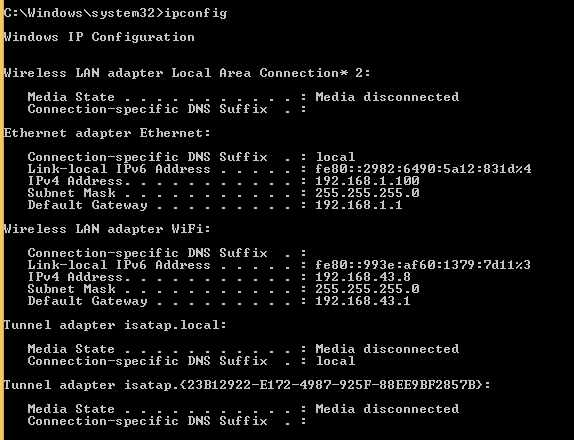 C:\Windows\system32>ipconfig
Windows IP Configuration
Wireless LAN adapter Local Area Connection* 2:
   Media State . . . . . . . . . . . : Media disconnected
   Connection-specific DNS Suffix  . :
Ethernet adapter Ethernet:
   Connection-specific DNS Suffix  . : local
   Link-local IPv6 Address . . . . . : fe80::2982:6490:5a12:831d%4
   IPv4 Address. . . . . . . . . . . : 192.168.1.100
   Subnet Mask . . . . . . . . . . . : 255.255.255.0
   Default Gateway . . . . . . . . . : 192.168.1.1
Wireless LAN adapter WiFi:
   Connection-specific DNS Suffix  . :
   Link-local IPv6 Address . . . . . : fe80::993e:af60:1379:7d11%3
   IPv4 Address. . . . . . . . . . . : 192.168.43.8
   Subnet Mask . . . . . . . . . . . : 255.255.255.0
   Default Gateway . . . . . . . . . : 192.168.43.1
Tunnel adapter isatap.local:
   Media State . . . . . . . . . . . : Media disconnected
   Connection-specific DNS Suffix  . : local
Tunnel adapter isatap.{23B12922-E172-4987-925F-88EE9BF2857B}:
   Media State . . . . . . . . . . . : Media disconnected
   Connection-specific DNS Suffix  . :